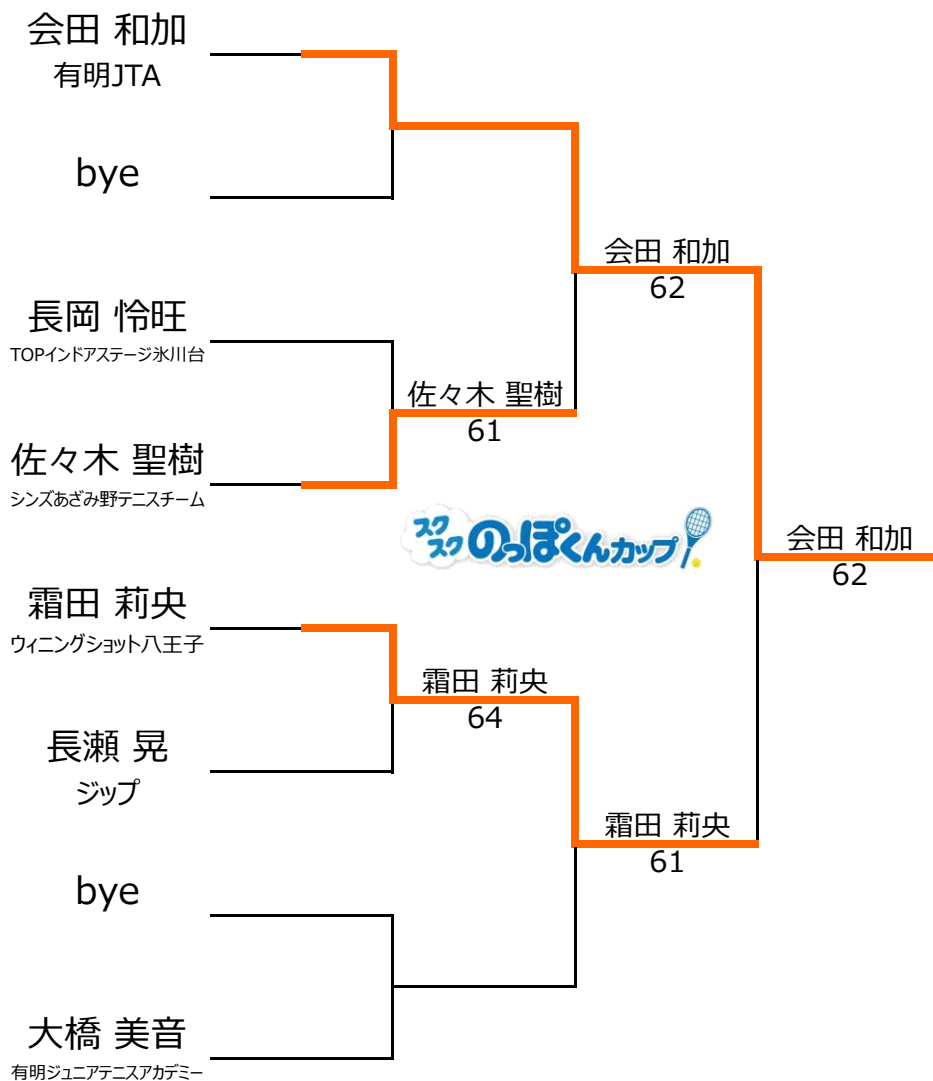 会田 和加
有明JTA
bye
会田 和加
62
長岡 怜旺
TOPインドアステージ氷川台
佐々木 聖樹
61
佐々木 聖樹
シンズあざみ野テニスチーム
スクスクのっぽくんカップ!
会田 和加
62
霜田 莉央
ウィニングショット八王子
霜田 莉央
64
長瀬 晃
ジップ
霜田 莉央
61
bye
大橋 美音
有明ジュニアテニスアカデミー